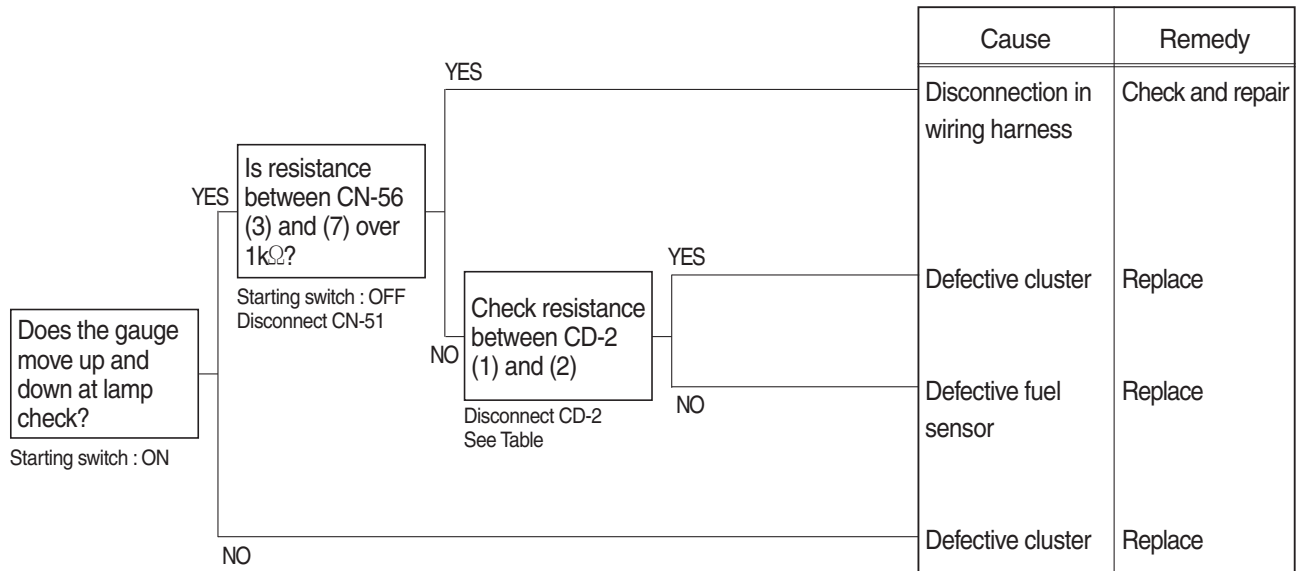 Cause Remedy
YES
Disconnection in Check and repair
wiring harness
Is resistance
between CN-56
(3) and (7) over
1kΩ?
YES
Starting switch : OFF
Disconnect CN-51
YES
Defective cluster Replace
Check resistance
between CD-2
(1) and (2)
NO
Disconnect CD-2
See Table
Does the gauge
move up and
down at lamp
check?
Starting switch : ON
NO
Defective fuel Replace
sensor
NO
Defective cluster Replace